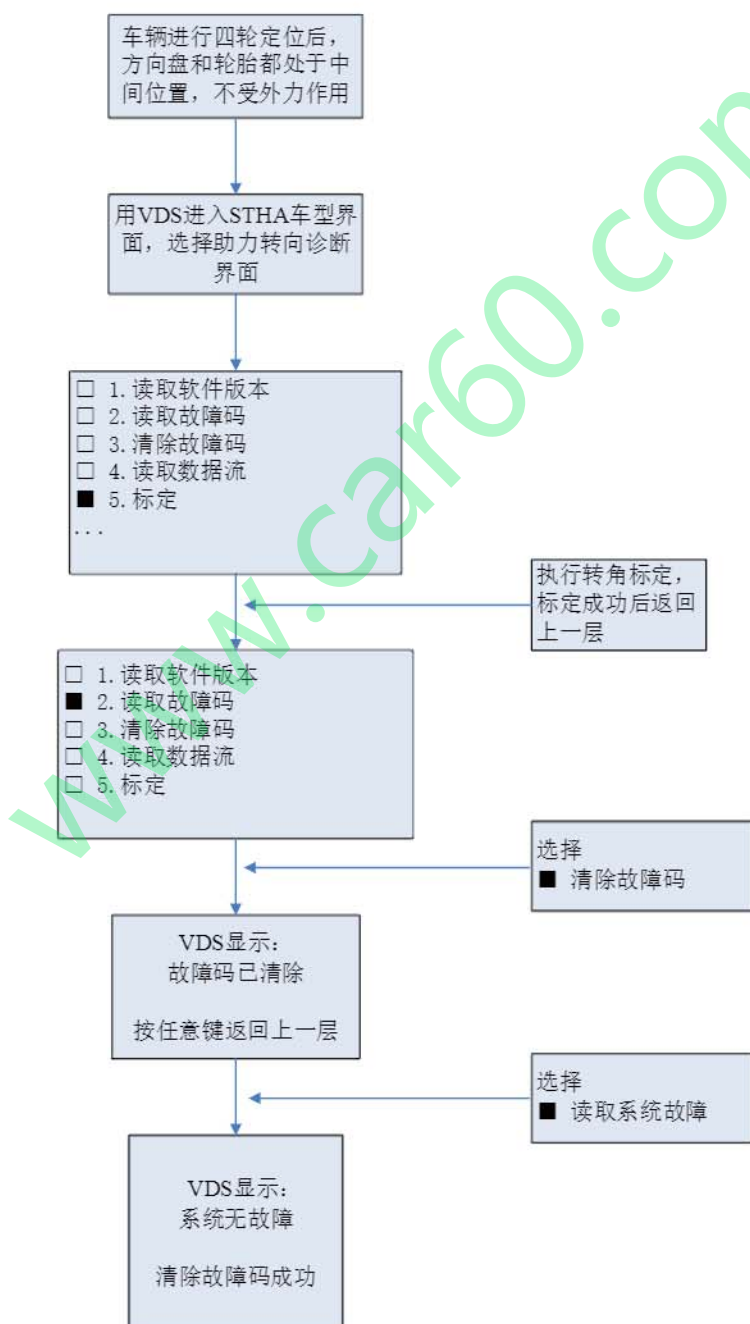 车辆进行四轮定位后，
方向盘和轮胎都处于中
间位置，不受外力作用
用VDS进入STHA车型界
面，选择助力转向诊断
界面
□ 1.读取软件版本
□ 2.读取故障码
□ 3.清除故障码
□ 4.读取数据流
■ 5.标定
...
执行转角标定，
标定成功后返回
上一层
□ 1.读取软件版本
■ 2.读取故障码
□ 3.清除故障码
□ 4.读取数据流
□ 5.标定
选择
■ 清除故障码
VDS显示：
故障码已清除
按任意键返回上一层
选择
■ 读取系统故障
VDS显示：
系统无故障
清除故障码成功
www.car60.com